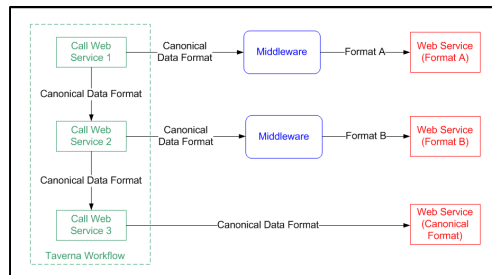 Call Web
Service 1
Canonical
Data Format
Middleware
Format A
Web Service
(Format A)
Canonical Data Format
Call Web
Service 2
Canonical
Data Format
Middleware
Format B
Web Service
(Format B)
Canonical Data Format
Call Web
Service 3
Canonical Data Format
Web Service
(Canonical
Format)
Taverna Workflow